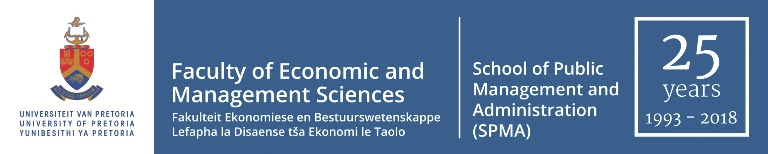 UNIVERSITEIT VAN PRETORIA
UNIVERSITY OF PRETORIA
YUNIBESITHI YA PRETORIA
Faculty of Economic and
Management Sciences
Fakulteit Ekonomiese en Bestuurswetenskappe
Lefapha la Disaense tša Ekonomi le Taolo
School of Public
Management and
Administration
(SPMA)
25
years
1993 - 2018